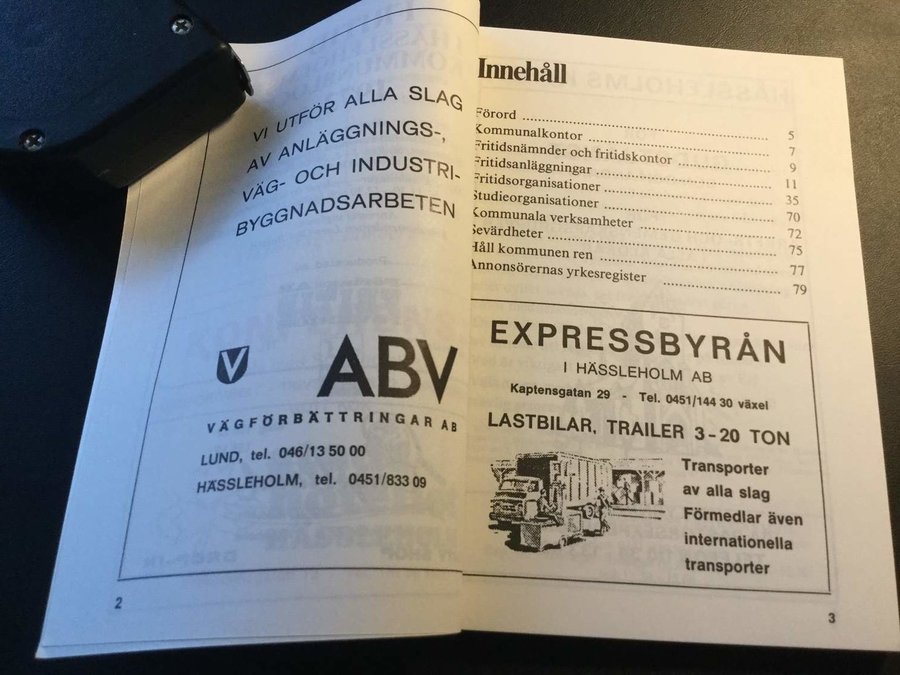 VI UTFÖR ALLA SLAG
AV ANLÄGGNINGS-,
VÄG- OCH INDUSTRI-
BYGGNADSARBETEN
V
ABV
VÄGFÖRBÄTTRINGAR AB
LUND, tel. 046/13 50 00
HÄSSLEHOLM, tel. 0451/833 09
2
Innehåll
Förord 5
Kommunalkontor 7
Fritidsnämnder och fritidskontor 9
Fritidsanläggningar 11
Fritidsorganisationer 35
Studieorganisationer 70
Kommunala verksamheter 72
Sevärdheter 75
Håll kommunen ren 77
Annonsörernas yrkesregister 79
EXPRESSBYRÅN
I HÄSSLEHOLM AB
Kaptensgatan 29 - Tel. 0451/144 30 växel
LASTBILAR, TRAILER 3-20 TON
Transporter
av alla slag
Förmedlar även
internationella
transporter
3